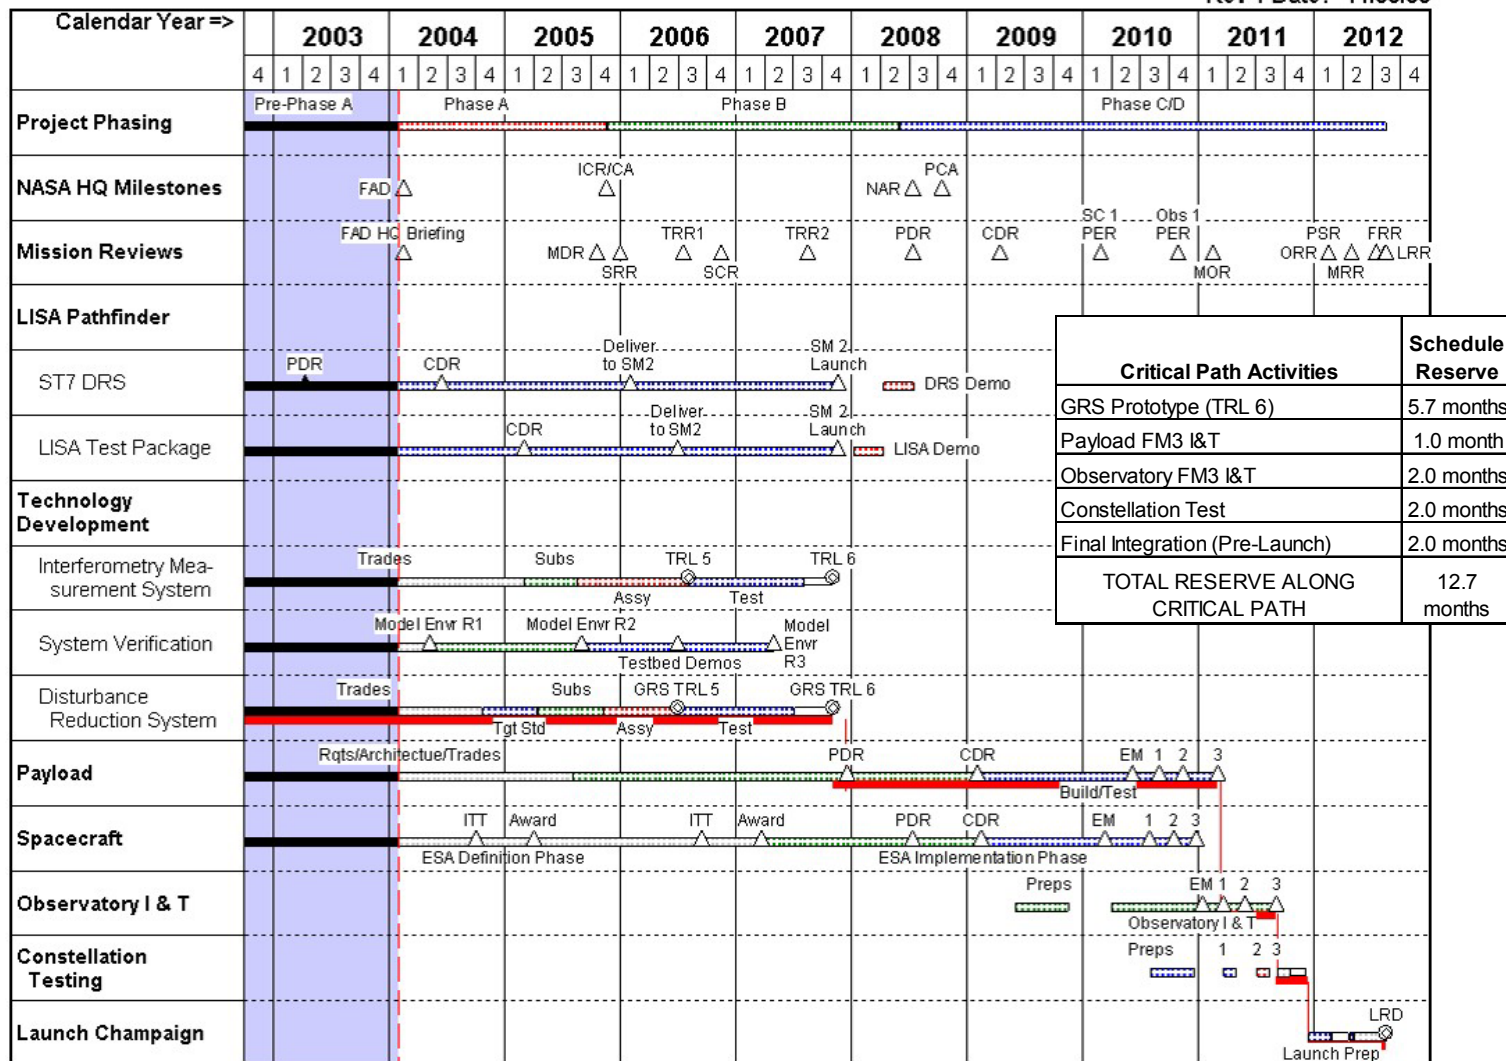 Calendar Year =>
2003 2004 2005 2006 2007 2008 2009 2010 2011 2012
4 1 2 3 4 1 2 3 4 1 2 3 4 1 2 3 4 1 2 3 4 1 2 3 4 1 2 3 4 1 2 3 4 1 2 3 4 1 2 3 4
Pre-Phase A Phase A Phase B Phase C/D
Project Phasing
ICR/CA PCA
NASA HQ Milestones FAD NAR
SC 1 Obs 1
FAD HQ Briefing TRR1 TRR2 PDR CDR PER PER PSR FRR
Mission Reviews MDR ORR LRR
SRR SCR MOR MRR
LISA Pathfinder
Deliver SM 2
PDR CDR to SM2 Launch
ST7 DRS DRS Demo
Deliver SM 2
CDR to SM2 Launch
LISA Test Package LISA Demo
Technology
Development
Trades Subs TRL 5 TRL 6
Interferometry Mea-
surement System
Assy Test
Model Envr R1 Model Envr R2 Model
System Verification Envr
Testbed Demos R3
Trades Subs GRS TRL 5 GRS TRL 6
Disturbance
Reduction System
Tgt Std Assy Test
Rqts/Architectue/Trades PDR CDR EM 1 2 3
Payload
Build/Test
ITT Award ITT Award PDR CDR EM 1 2 3
Spacecraft
ESA Definition Phase ESA Implementation Phase
Preps EM 1 2 3
Observatory I & T
Observatory I & T
Constellation Preps 1 2 3
Testing
LRD
Launch Champaign
Launch Prep
Critical Path Activities Schedule Reserve
GRS Prototype (TRL 6) 5.7 months
Payload FM3 I&T 1.0 month
Observatory FM3 I&T 2.0 months
Constellation Test 2.0 months
Final Integration (Pre-Launch) 2.0 months
TOTAL RESERVE ALONG 12.7
CRITICAL PATH months